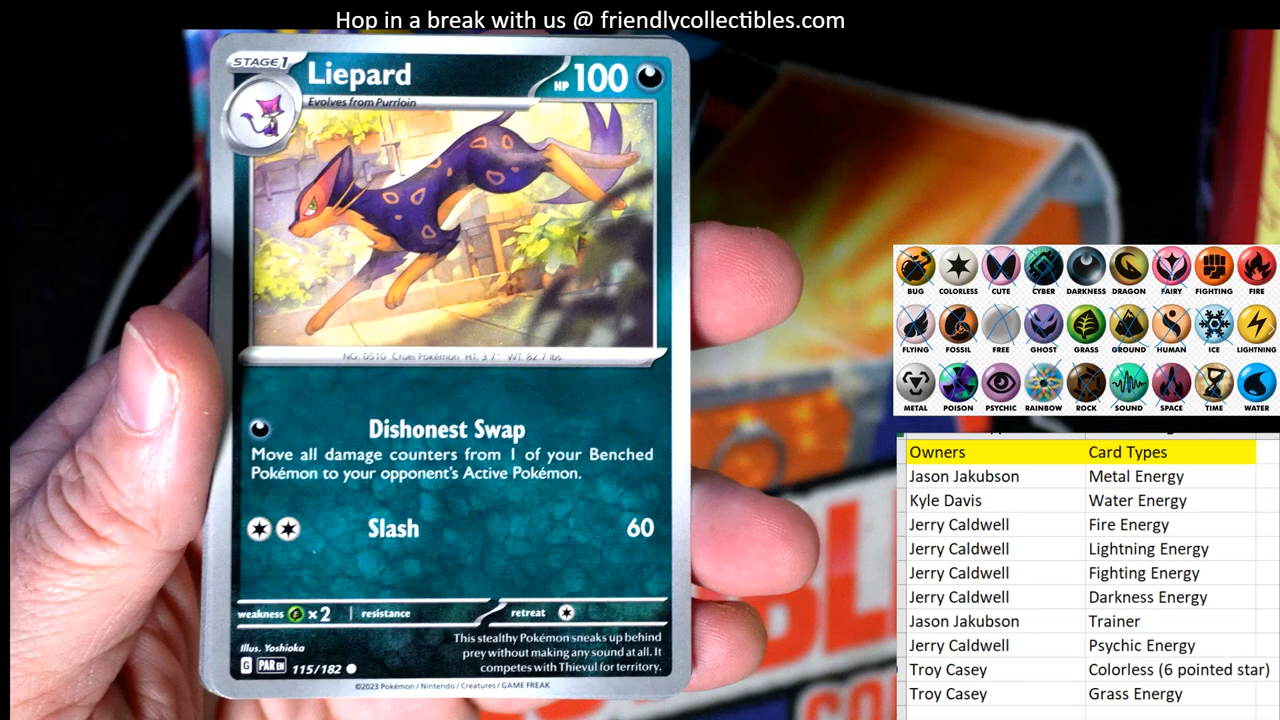 Hop in a break with us @ friendlycollectibles.com
STAGE 1
Liepard
HP 100
Evolves from Purrloin
NO. 0510 Cruel Pokémon HT. 3'7" WT. 82.7 lbs.
Dishonest Swap
Move all damage counters from 1 of your Benched
Pokémon to your opponent's Active Pokémon.
Slash 60
weakness ×2 resistance retreat
Illus. Yoshioka
This stealthy Pokémon sneaks up behind
prey without making any sound at all. It
competes with Thievul for territory.
G PAR EN 115/182
©2023 Pokémon / Nintendo / Creatures / GAME FREAK
BUG COLORLESS CUTE CYBER DARKNESS DRAGON FAIRY FIGHTING FIRE
FLYING FOSSIL FREE GHOST GRASS GROUND HUMAN ICE LIGHTNING
METAL POISON PSYCHIC RAINBOW ROCK SOUND SPACE TIME WATER
Owners Card Types
Jason Jakubson Metal Energy
Kyle Davis Water Energy
Jerry Caldwell Fire Energy
Jerry Caldwell Lightning Energy
Jerry Caldwell Fighting Energy
Jerry Caldwell Darkness Energy
Jason Jakubson Trainer
Jerry Caldwell Psychic Energy
Troy Casey Colorless (6 pointed star)
Troy Casey Grass Energy